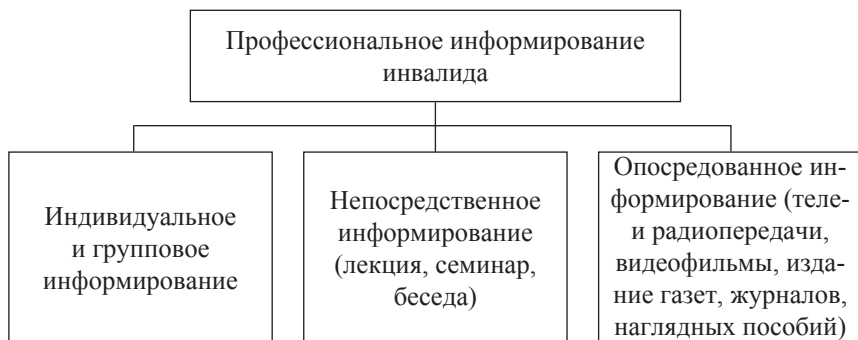 Профессиональное информирование
инвалида
Индивидуальное
и групповое
информирование
Непосредственное
информирование
(лекция, семинар,
беседа)
Опосредованное ин-
формирование (теле-
и радиопередачи,
видеофильмы, изда-
ние газет, журналов,
наглядных пособий)